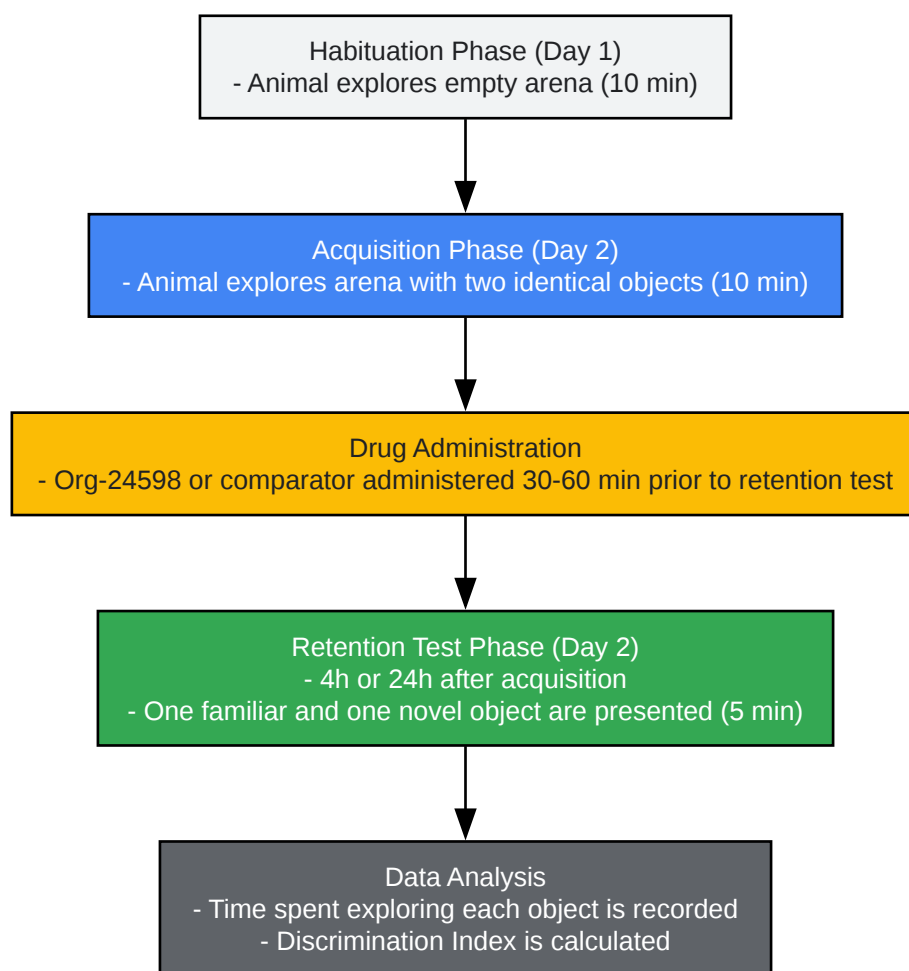 Habituation Phase (Day 1)
- Animal explores empty arena (10 min)
Acquisition Phase (Day 2)
- Animal explores arena with two identical objects (10 min)
Drug Administration
- Org-24598 or comparator administered 30-60 min prior to retention test
Retention Test Phase (Day 2)
- 4h or 24h after acquisition
- One familiar and one novel object are presented (5 min)
Data Analysis
- Time spent exploring each object is recorded
- Discrimination Index is calculated